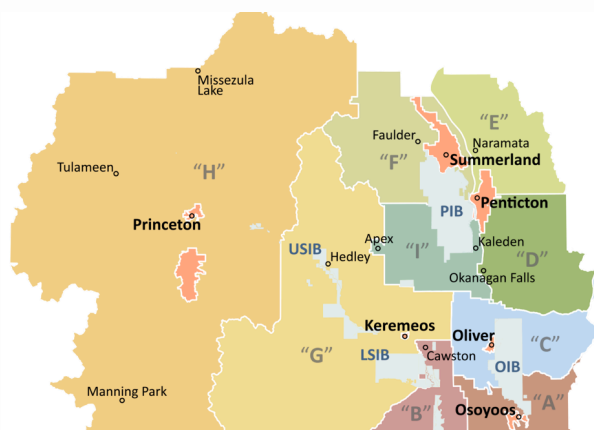 Missezula
Lake
"E"
Faulder
Naramata
"F"
Summerland
Tulameen
"H"
Penticton
PIB
Princeton
Apex
Kaleden
USIB
"I"
Hedley
"D"
Okanagan Falls
Keremeos
Oliver
"C"
"G"
LSIB
Cawston
OIB
Manning Park
"A"
"B"
Osoyoos